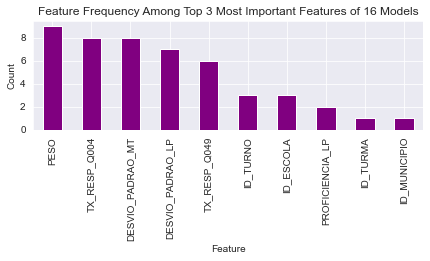 Feature Frequency Among Top 3 Most Important Features of 16 Models
8
6
4
2
0
Count
PESO
TX_RESP_Q004
DESVIO_PADRAO_MT
DESVIO_PADRAO_LP
TX_RESP_Q049
ID_TURNO
ID_ESCOLA
PROFICIENCIA_LP
ID_TURMA
ID_MUNICIPIO
Feature